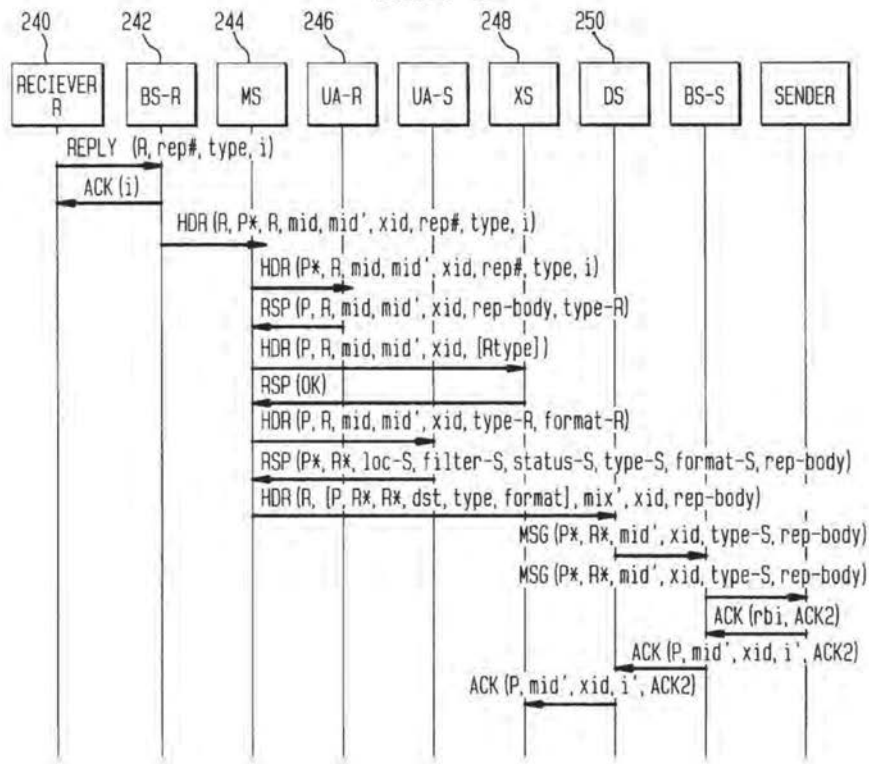 240 242 244 246 248 250
RECIEVER R BS-R MS UA-R UA-S XS DS BS-S SENDER
REPLY (R, rep#, type, i)
ACK (i)
HDR (R, P*, R, mid, mid', xid, rep#, type, i)
HDR (P*, R, mid, mid', xid, rep#, type, i)
RSP (P, R, mid, mid', xid, rep-body, type-R)
HDR (P, R, mid, mid', xid, [Rtype])
RSP (OK)
HDR (P, R, mid, mid', xid, type-R, format-R)
RSP (P*, R*, loc-S, filter-S, status-S, type-S, format-S, rep-body)
HDR (R, [P, R*, R*, dst, type, format], mix', xid, rep-body)
MSG (P*, R*, mid', xid, type-S, rep-body)
MSG (P*, R*, mid', xid, type-S, rep-body)
ACK (rbi, ACK2)
ACK (P, mid', xid, i', ACK2)
ACK (P, mid', xid, i', ACK2)